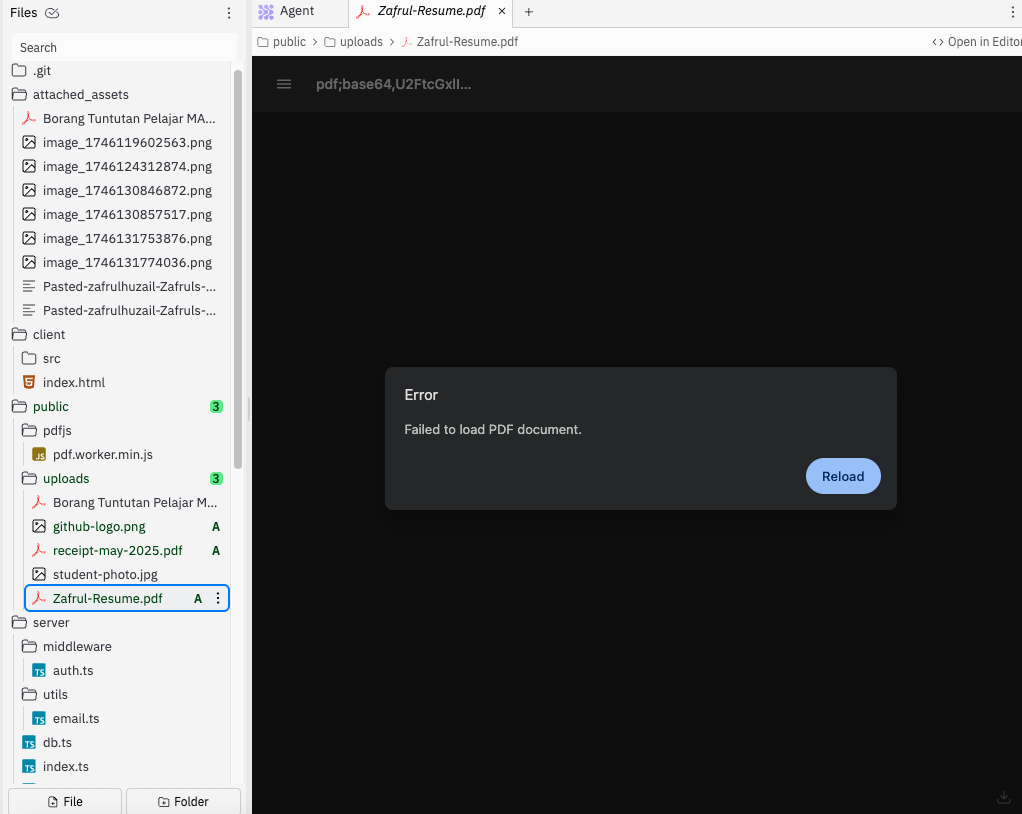 Files
Search
.git
attached_assets
Borang Tuntutan Pelajar MA...
image_1746119602563.png
image_1746124312874.png
image_1746130846872.png
image_1746130857517.png
image_1746131753876.png
image_1746131774036.png
Pasted-zafrulhuzail-Zafruls-...
Pasted-zafrulhuzail-Zafruls-...
client
src
index.html
public 3
pdfjs
JS pdf.worker.min.js
uploads 3
Borang Tuntutan Pelajar M...
github-logo.png A
receipt-may-2025.pdf A
student-photo.jpg
Zafrul-Resume.pdf A
server
middleware
TS auth.ts
utils
TS email.ts
TS db.ts
TS index.ts
File Folder
Agent Zafrul-Resume.pdf × +
public > uploads > Zafrul-Resume.pdf <> Open in Editor
pdf;base64,U2FtcGxlI...
Error
Failed to load PDF document.
Reload